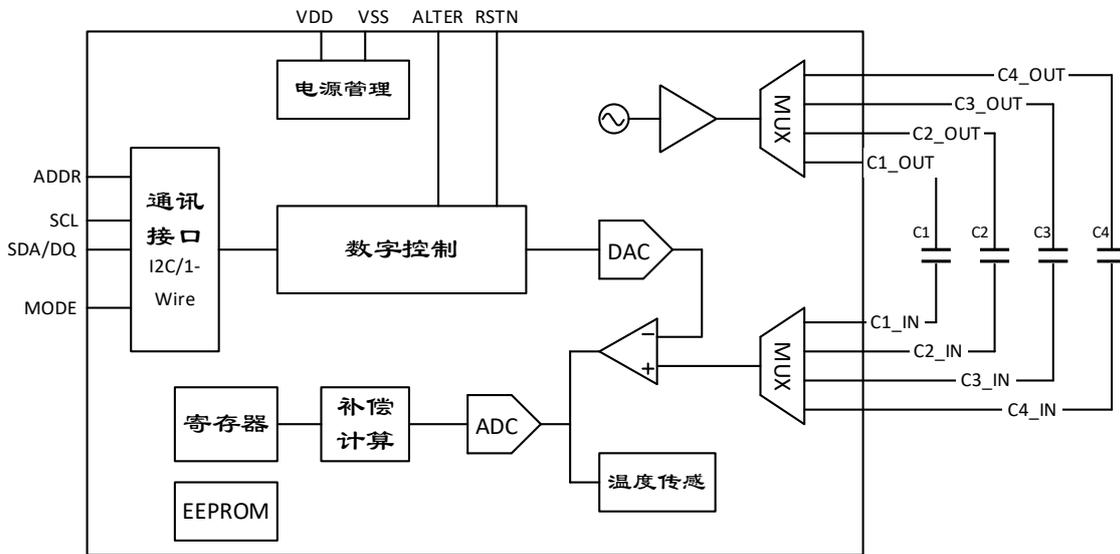 VDD
VSS
ALTER
RSTN
电源管理
MUX
C4_OUT
C3_OUT
C2_OUT
C1_OUT
ADDR
SCL
SDA/DQ
MODE
通讯
接口
I2C/1-
Wire
数字控制
DAC
C1
C2
C3
C4
−
+
MUX
C1_IN
C2_IN
C3_IN
C4_IN
寄存器
补偿
计算
ADC
温度传感
EEPROM